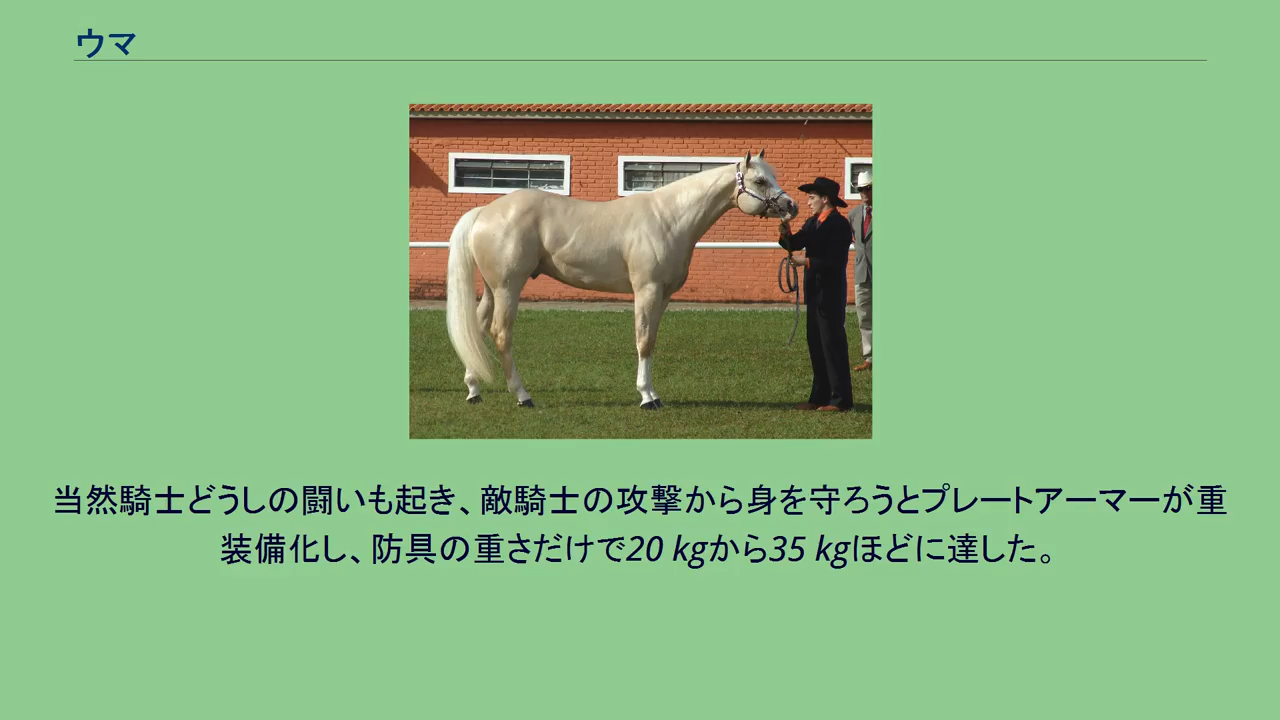 ウマ
当然騎士どうしの闘いも起き、敵騎士の攻撃から身を守ろうとプレートアーマーが重
装備化し、防具の重さだけで20 kgから35 kgほどに達した。